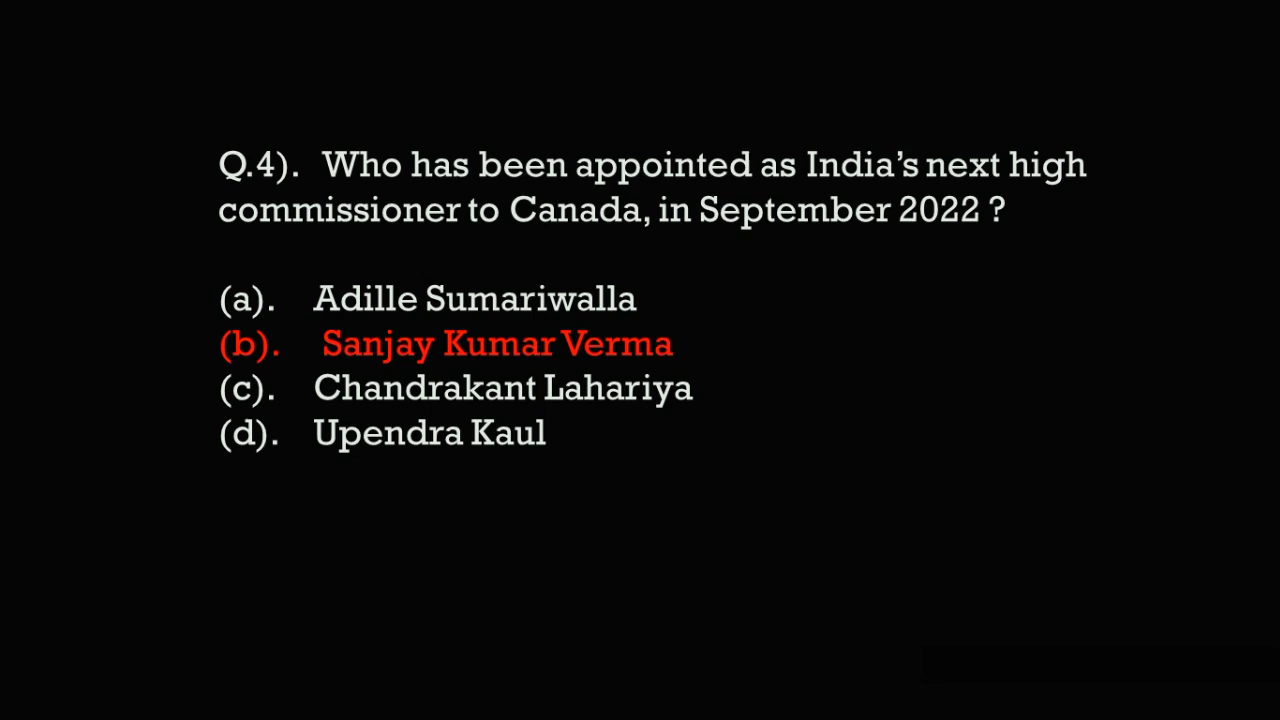 Q.4). Who has been appointed as India’s next high
commissioner to Canada, in September 2022 ?
(a). Adille Sumariwalla
(b). Sanjay Kumar Verma
(c). Chandrakant Lahariya
(d). Upendra Kaul